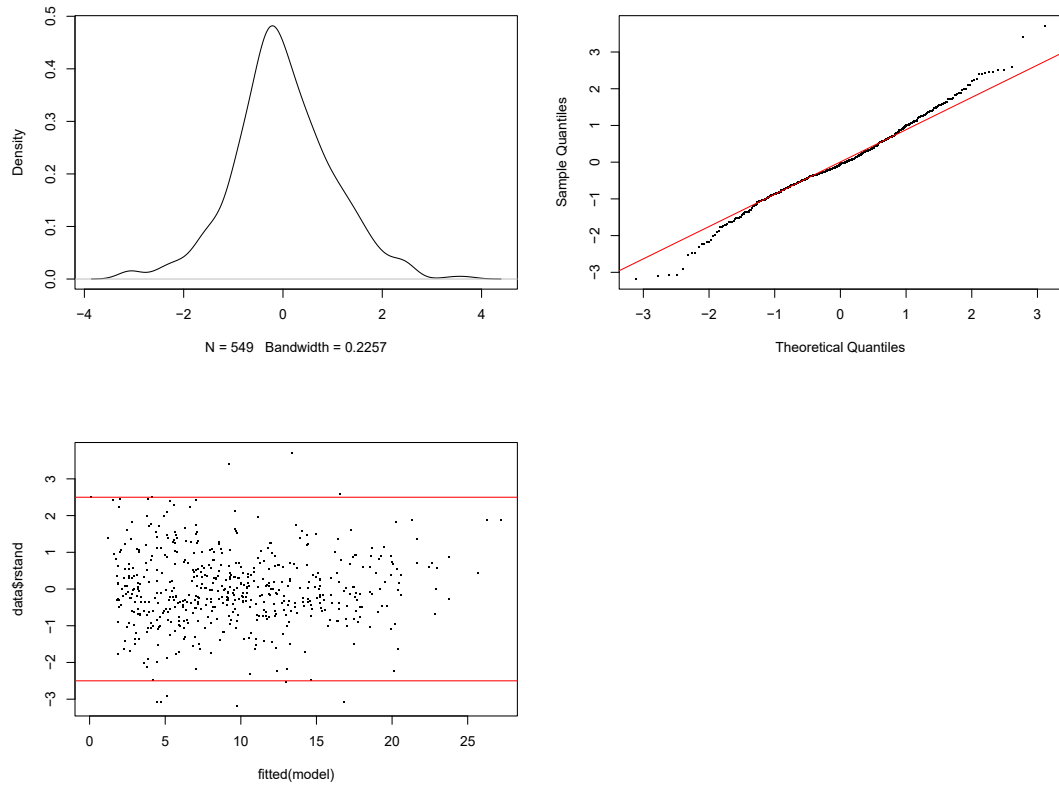 Density
0.0 0.1 0.2 0.3 0.4 0.5
−4 −2 0 2 4
N = 549 Bandwidth = 0.2257
Sample Quantiles
−3 −2 −1 0 1 2 3
−3 −2 −1 0 1 2 3
Theoretical Quantiles
data$rstand
−3 −2 −1 0 1 2 3
0 5 10 15 20 25
fitted(model)